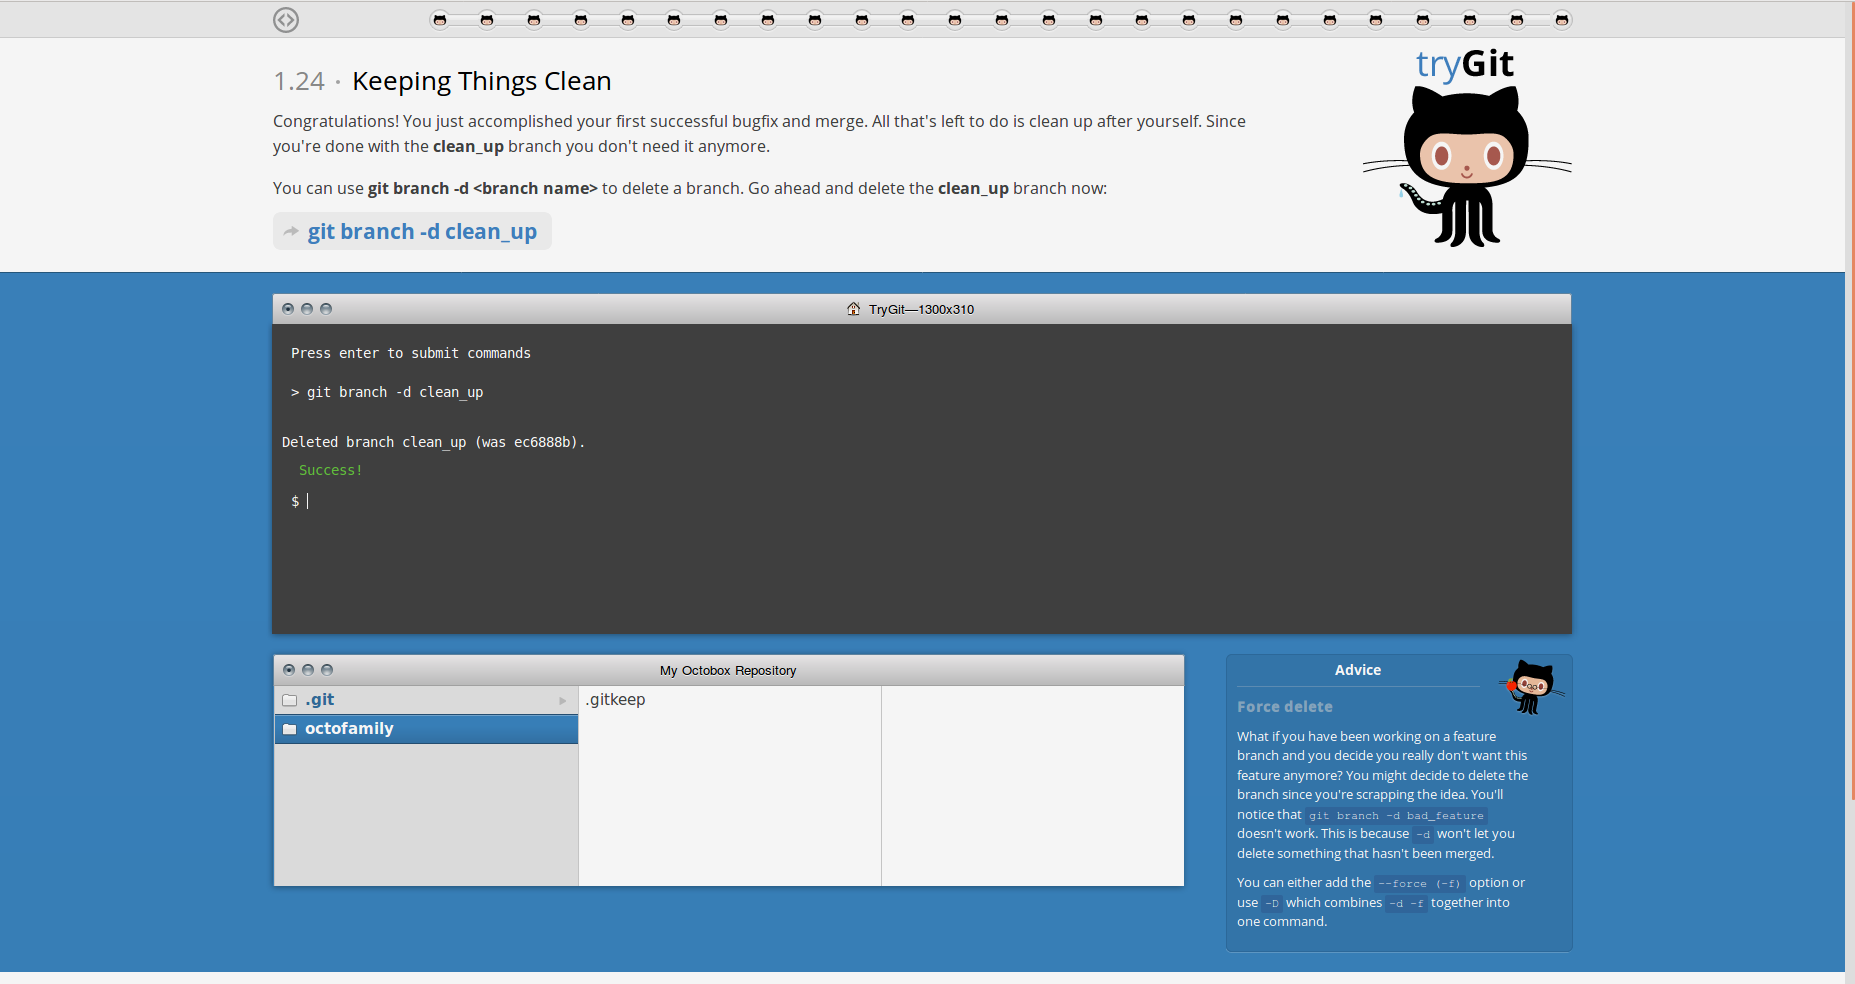 tryGit
1.24 · Keeping Things Clean
Congratulations! You just accomplished your first successful bugfix and merge. All that's left to do is clean up after yourself. Since
you're done with the clean_up branch you don't need it anymore.
You can use git branch -d <branch name> to delete a branch. Go ahead and delete the clean_up branch now:
git branch -d clean_up
TryGit—1300x310
Press enter to submit commands
> git branch -d clean_up
Deleted branch clean_up (was ec6888b).
Success!
$
My Octobox Repository
.git
octofamily
.gitkeep
Advice
Force delete
What if you have been working on a feature
branch and you decide you really don't want this
feature anymore? You might decide to delete the
branch since you're scrapping the idea. You'll
notice that git branch -d bad_feature
doesn't work. This is because -d won't let you
delete something that hasn't been merged.
You can either add the --force (-f) option or
use -D which combines -d -f together into
one command.